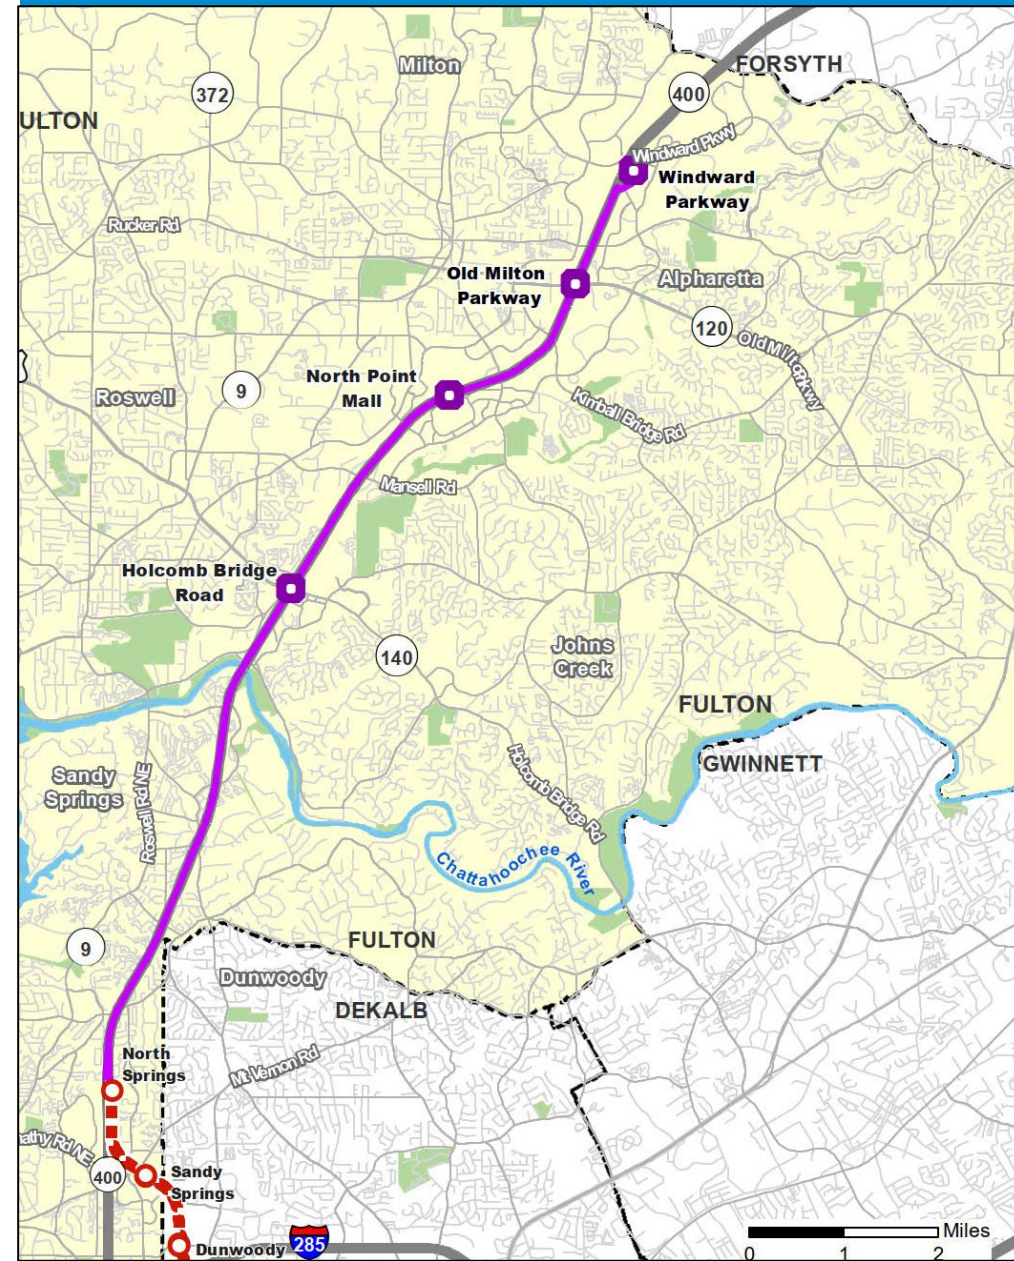 Milton
FORSYTH
372
400
ULTON
Windward Pkwy
Windward
Parkway
Rucker Rd
Old Milton
Parkway
Alpharetta
120
Old Milton Pkwy
North Point
Mall
9
Roswell
Kimball Bridge Rd
Mansell Rd
Holcomb Bridge
Road
140
Johns
Creek
FULTON
GWINNETT
Sandy
Springs
Roswell Rd NE
Holcomb Bridge Rd
Chattahoochee River
9
FULTON
Dunwoody
DEKALB
North
Springs
Mt. Vernon Rd
nathy Rd NE
400
Sandy
Springs
Dunwoody
285
Miles
0 1 2